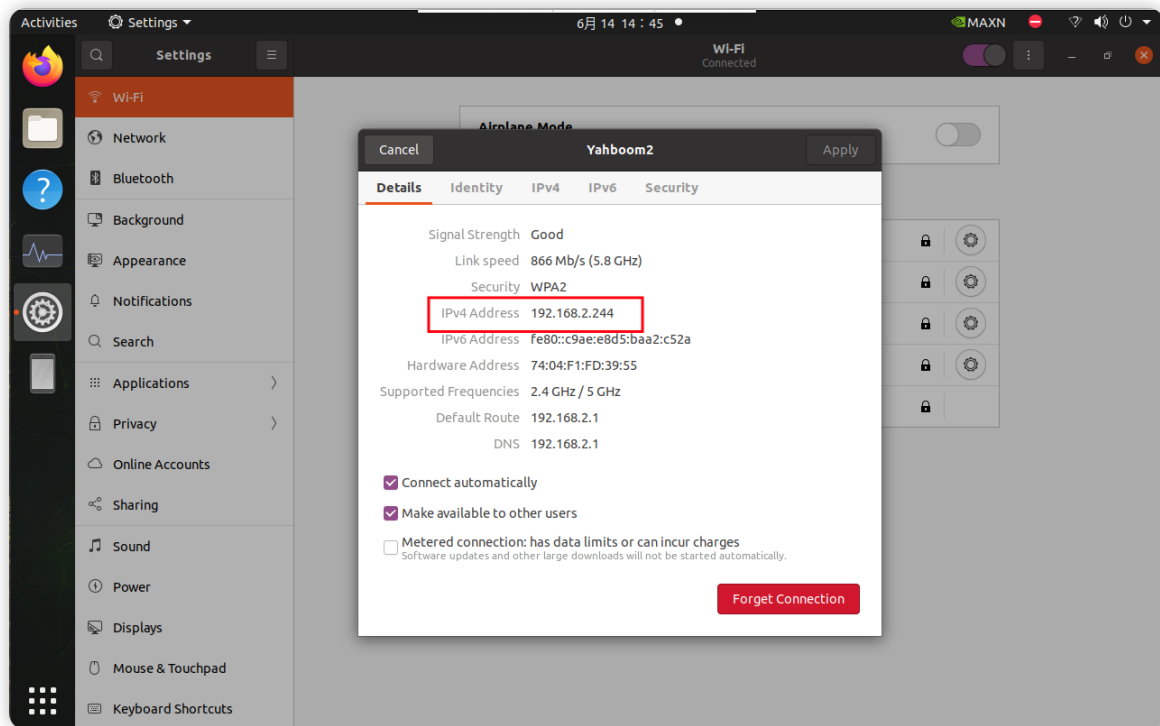 Activities
Settings
6月 14 14：45
MAXN
Settings
Wi-Fi
Connected
Wi-Fi
Network
Bluetooth
Background
Appearance
Notifications
Search
Applications
Privacy
Online Accounts
Sharing
Sound
Power
Displays
Mouse & Touchpad
Keyboard Shortcuts
Airplane Mode
Cancel
Yahboom2
Apply
Details
Identity
IPv4
IPv6
Security
Signal Strength Good
Link speed 866 Mb/s (5.8 GHz)
Security WPA2
IPv4 Address 192.168.2.244
IPv6 Address fe80::c9ae:e8d5:baa2:c52a
Hardware Address 74:04:F1:FD:39:55
Supported Frequencies 2.4 GHz / 5 GHz
Default Route 192.168.2.1
DNS 192.168.2.1
Connect automatically
Make available to other users
Metered connection: has data limits or can incur charges
Software updates and other large downloads will not be started automatically.
Forget Connection